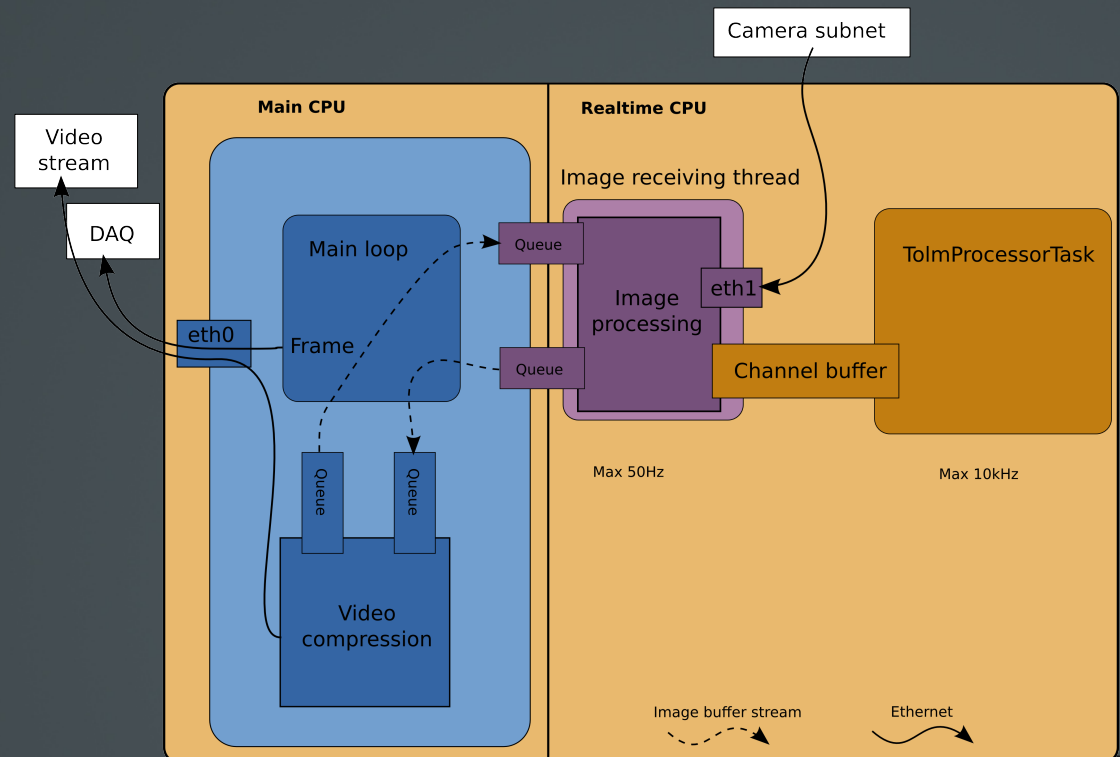 Camera subnet
Main CPU
Realtime CPU
Video
stream
Image receiving thread
DAQ
Main loop
Queue
TolmProcessorTask
eth1
Image
processing
eth0
Frame
Queue
Channel buffer
Max 50Hz
Max 10kHz
Queue
Queue
Video
compression
Image buffer stream
Ethernet